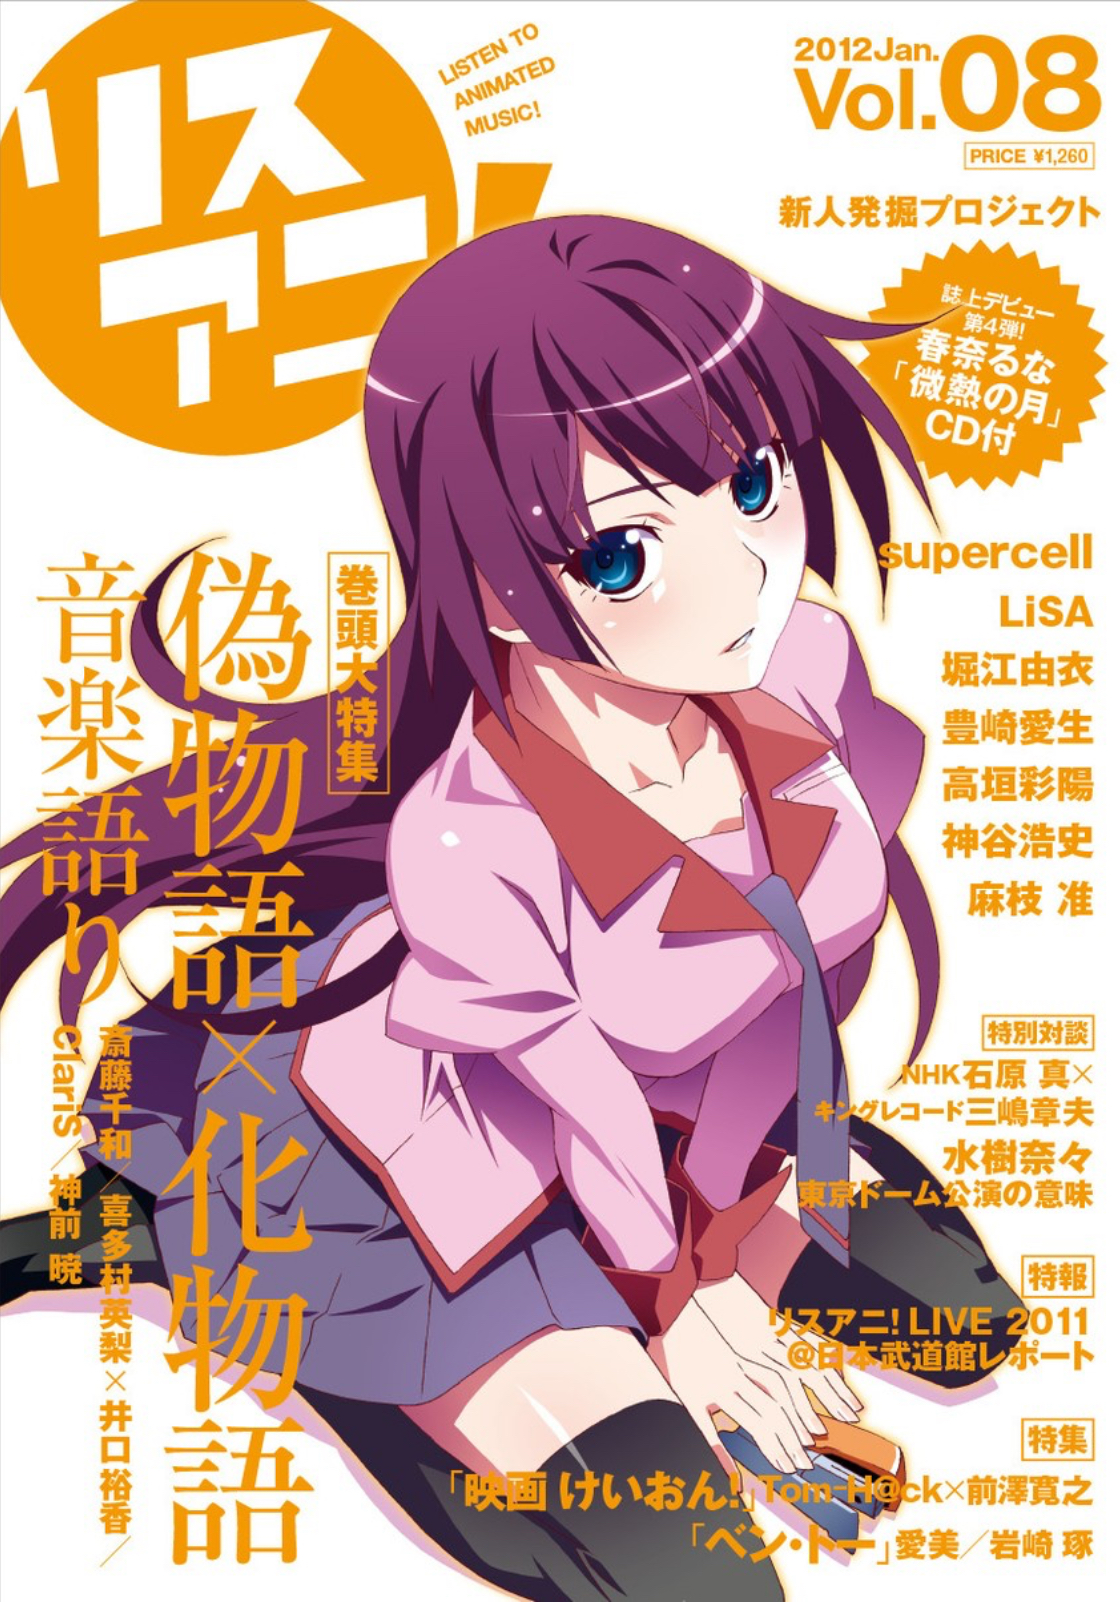 リスアニ!
LISTEN TO
ANIMATED
MUSIC!
2012Jan.
Vol.08
PRICE ¥1,260
新人発掘プロジェクト
誌上デビュー
第4弾!
春奈るな
「微熱の月」
CD付
supercell
LiSA
堀江由衣
豊崎愛生
高垣彩陽
神谷浩史
麻枝 准
巻頭大特集
偽物語×化物語
音楽語り
斎藤千和/喜多村英梨×井口裕香/
ClariS/神前 暁
特別対談
NHK石原 真×
キングレコード三嶋章夫
水樹奈々
東京ドーム公演の意味
特報
リスアニ! LIVE 2011
@日本武道館レポート
特集
「映画 けいおん!」Tom-H@ck×前澤寛之
「ベン・トー」愛美/岩崎 琢